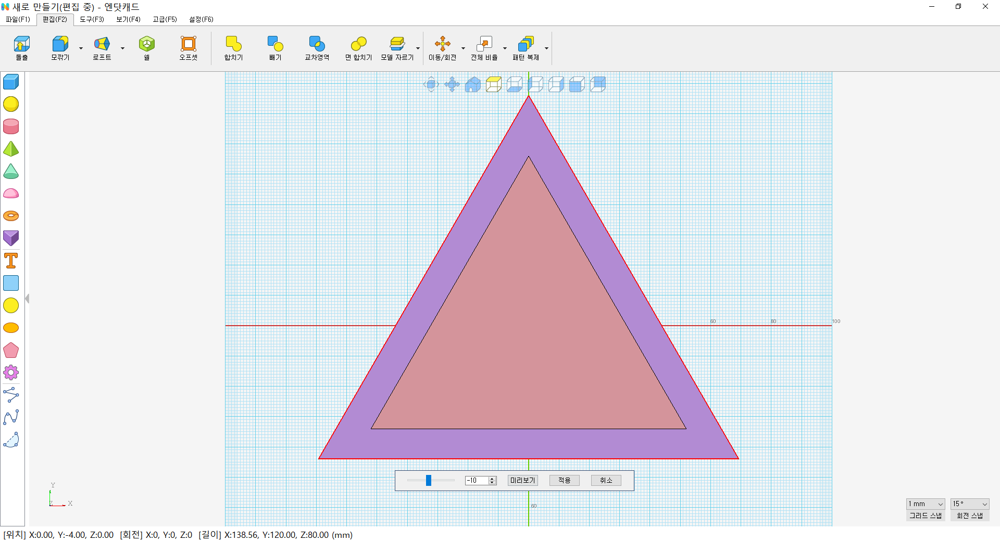 새로 만들기(편집 중) - 엔닷캐드
파일(F1) 편집(F2) 도구(F3) 보기(F4) 고급(F5) 설정(F6)
돌출 모깎기 로프트 쉘 오프셋 합치기 빼기 교차영역 면 합치기 모델 자르기 이동/회전 전체 비율 패턴 복제
60 80 100
-10 미리보기 적용 취소
Y
Z X
60
1 mm 15°
그리드 스냅 회전 스냅
[위치] X:0.00, Y:-4.00, Z:0.00 [회전] X:0, Y:0, Z:0 [길이] X:138.56, Y:120.00, Z:80.00 (mm)